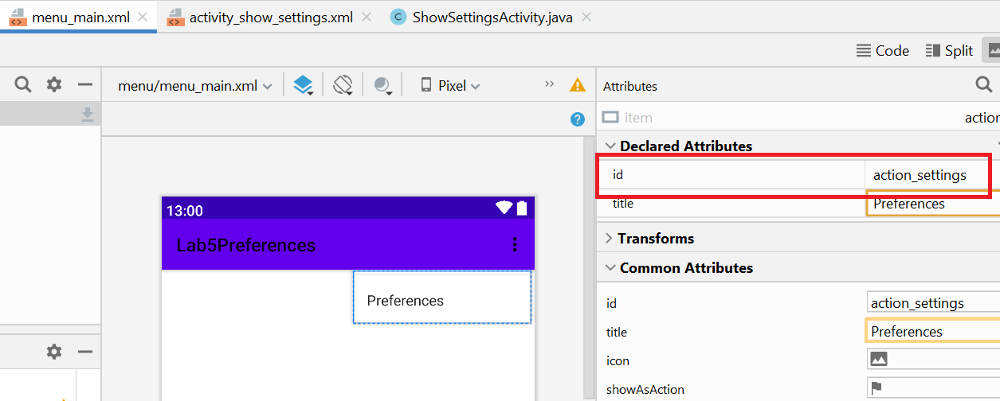 menu_main.xml activity_show_settings.xml C ShowSettingsActivity.java
Code Split
menu/menu_main.xml Pixel » Attributes
? item action
Declared Attributes
id action_settings
title Preferences
13:00
Lab5Preferences
Transforms
Common Attributes
Preferences
id action_settings
title Preferences
icon
showAsAction